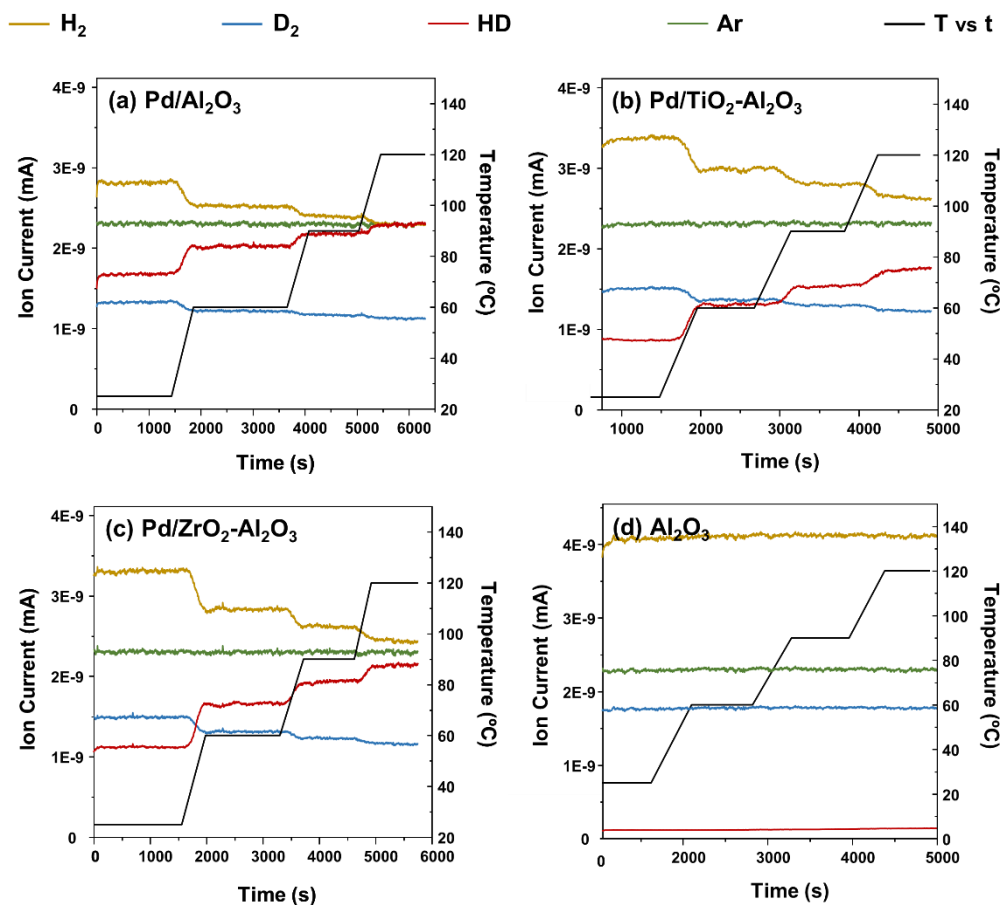 H₂ D₂ HD Ar T vs t
(a) Pd/Al₂O₃
Ion Current (mA)
4E-9
3E-9
2E-9
1E-9
0
0 1000 2000 3000 4000 5000 6000
Time (s)
140
120
100
80
60
40
20
Temperature (ºC)
(b) Pd/TiO₂-Al₂O₃
Ion Current (mA)
4E-9
3E-9
2E-9
1E-9
0
1000 2000 3000 4000 5000
Time (s)
140
120
100
80
60
40
20
Temperature (ºC)
(c) Pd/ZrO₂-Al₂O₃
Ion Current (mA)
4E-9
3E-9
2E-9
1E-9
0
0 1000 2000 3000 4000 5000 6000
Time (s)
140
120
100
80
60
40
20
Temperature (ºC)
(d) Al₂O₃
Ion Current (mA)
4E-9
3E-9
2E-9
1E-9
0
0 2000 3000 4000 5000
Time (s)
140
120
100
80
60
40
20
0
Temperature (ºC)